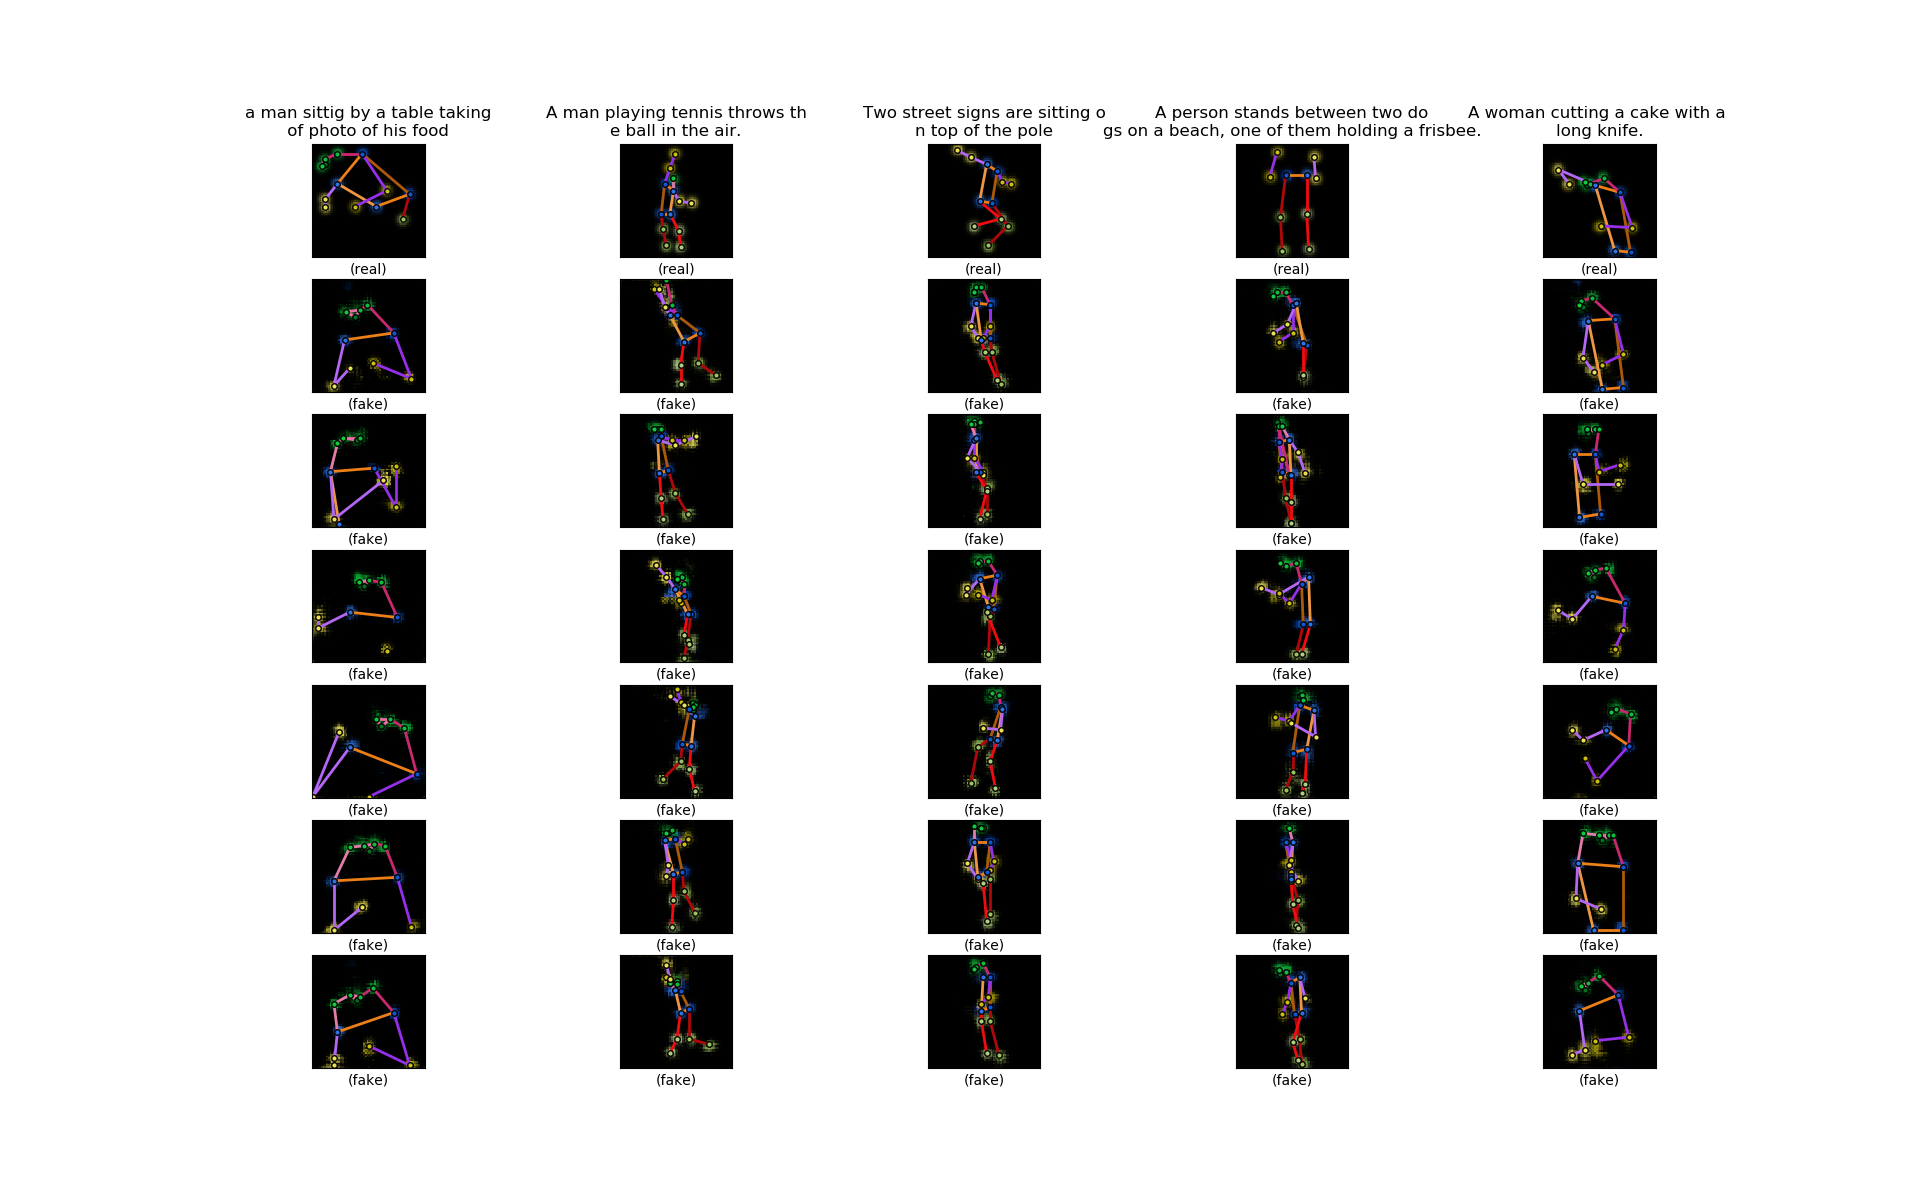 a man sittig by a table taking
of photo of his food
A man playing tennis throws th
e ball in the air.
Two street signs are sitting o
n top of the pole
A person stands between two do
gs on a beach, one of them holding a frisbee.
A woman cutting a cake with a
long knife.
(real) (real) (real) (real) (real)
(fake) (fake) (fake) (fake) (fake)
(fake) (fake) (fake) (fake) (fake)
(fake) (fake) (fake) (fake) (fake)
(fake) (fake) (fake) (fake) (fake)
(fake) (fake) (fake) (fake) (fake)
(fake) (fake) (fake) (fake) (fake)